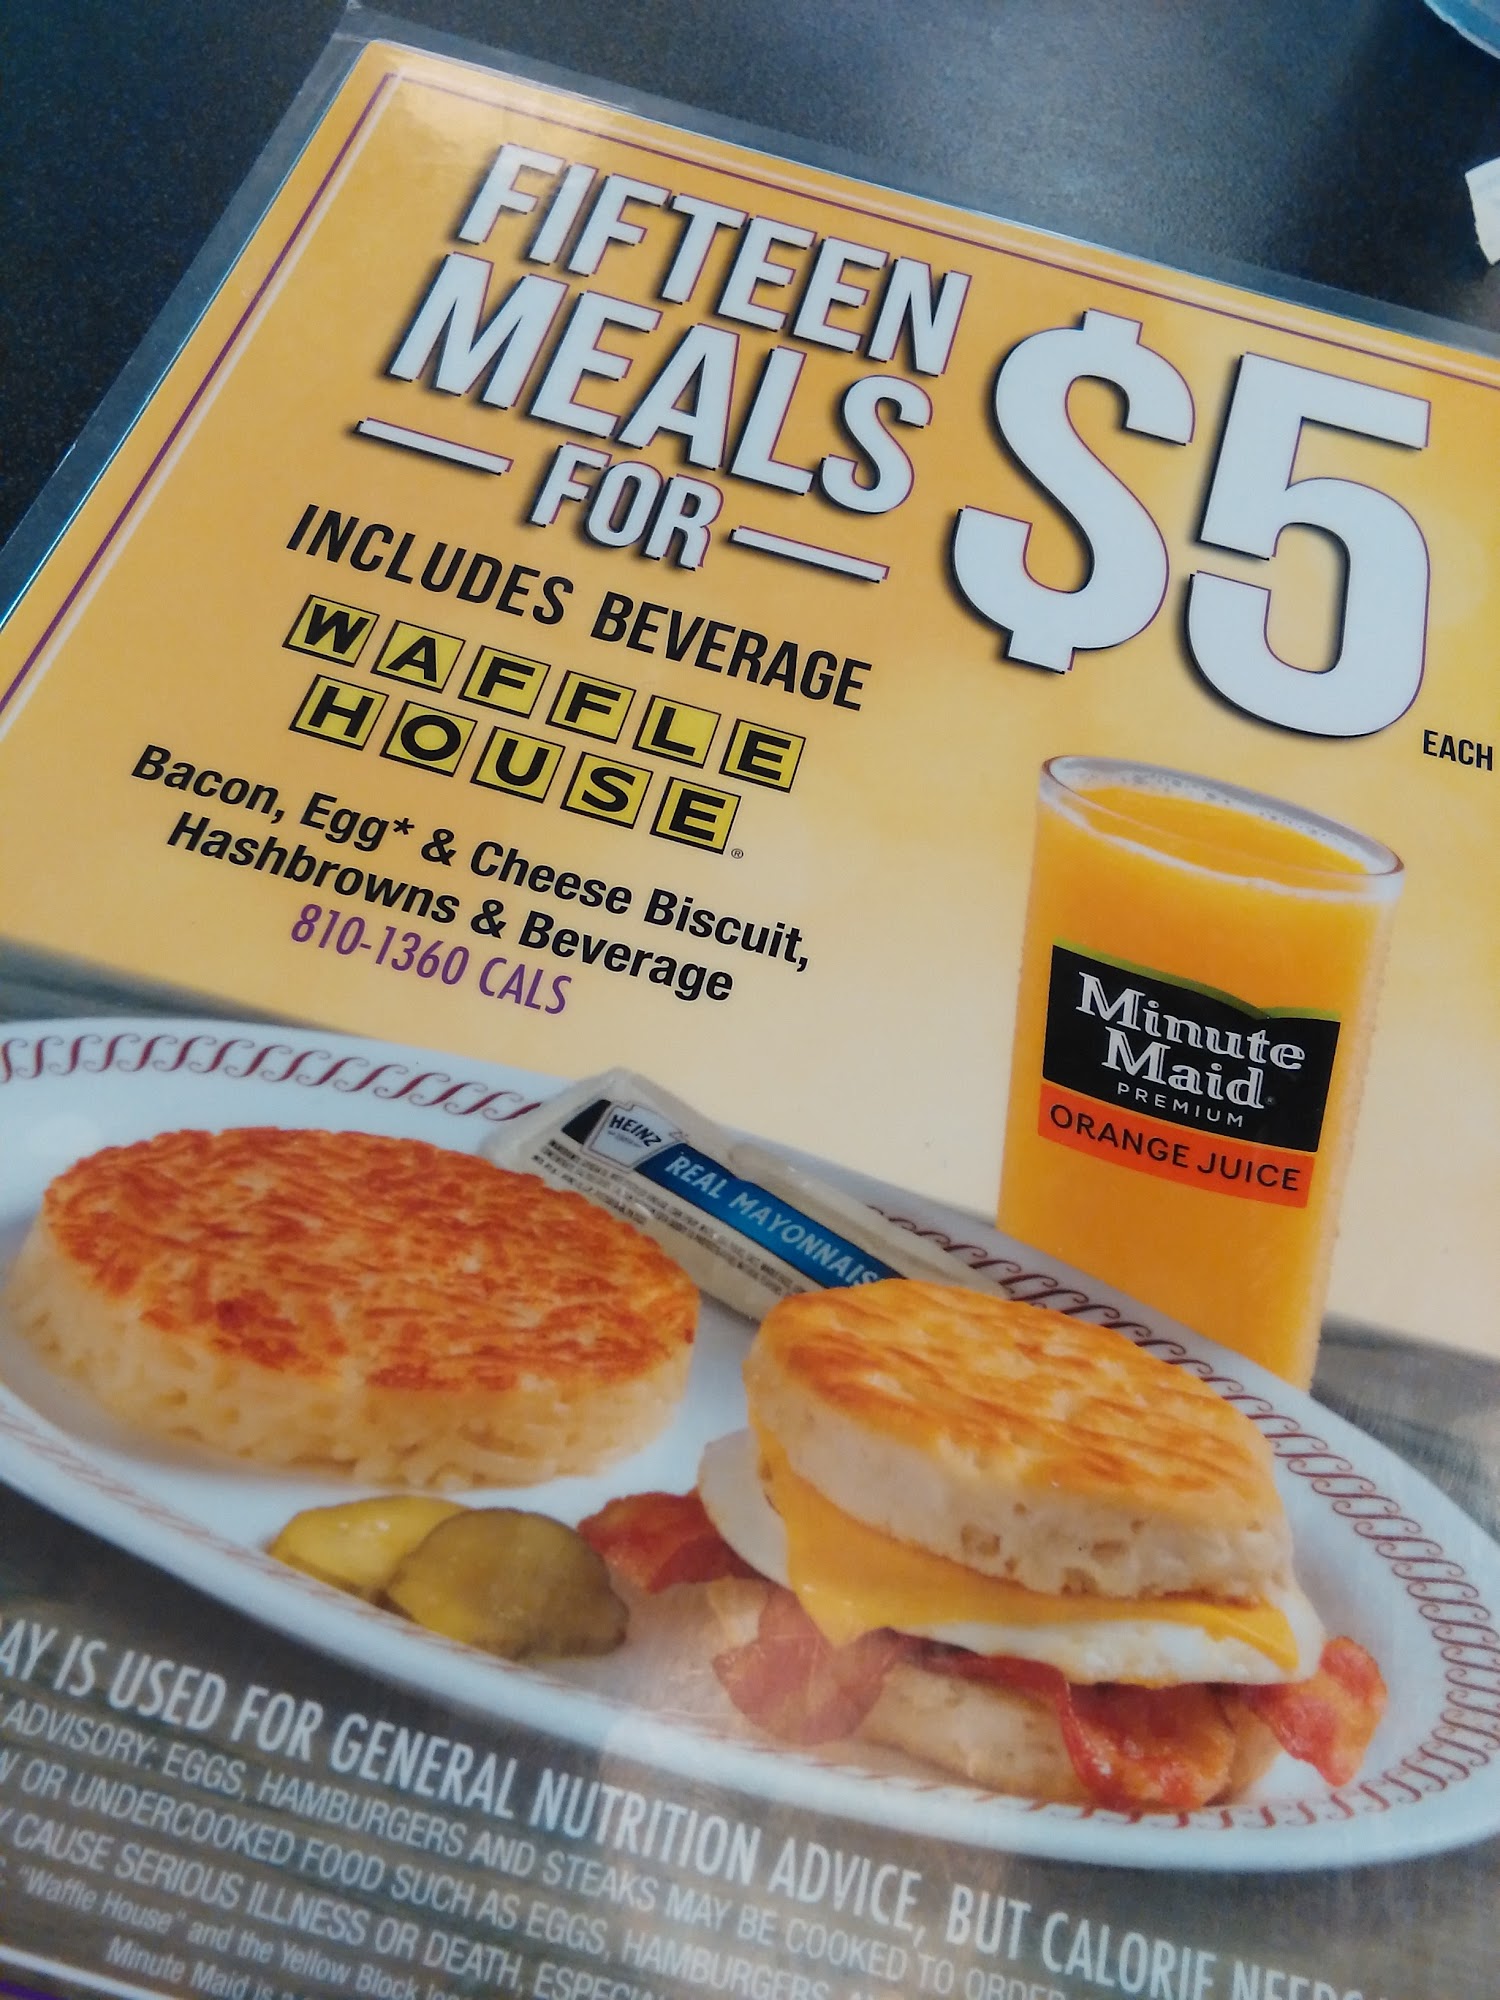 FIFTEEN
MEALS
FOR
$5
EACH
INCLUDES BEVERAGE
WAFFLE
HOUSE®
Bacon, Egg* & Cheese Biscuit,
Hashbrowns & Beverage
810-1360 CALS
Minute
Maid®
PREMIUM
ORANGE JUICE
HEINZ
REAL MAYONNAIS
AY IS USED FOR GENERAL NUTRITION ADVICE, BUT CALORIE NEEDS
ADVISORY: EGGS, HAMBURGERS AND STEAKS MAY BE COOKED TO ORDER
OR UNDERCOOKED FOOD SUCH AS EGGS, HAMBURGERS
CAUSE SERIOUS ILLNESS OR DEATH, ESPECIAL
"Waffle House" and the Yellow Block
Minute Maid is a